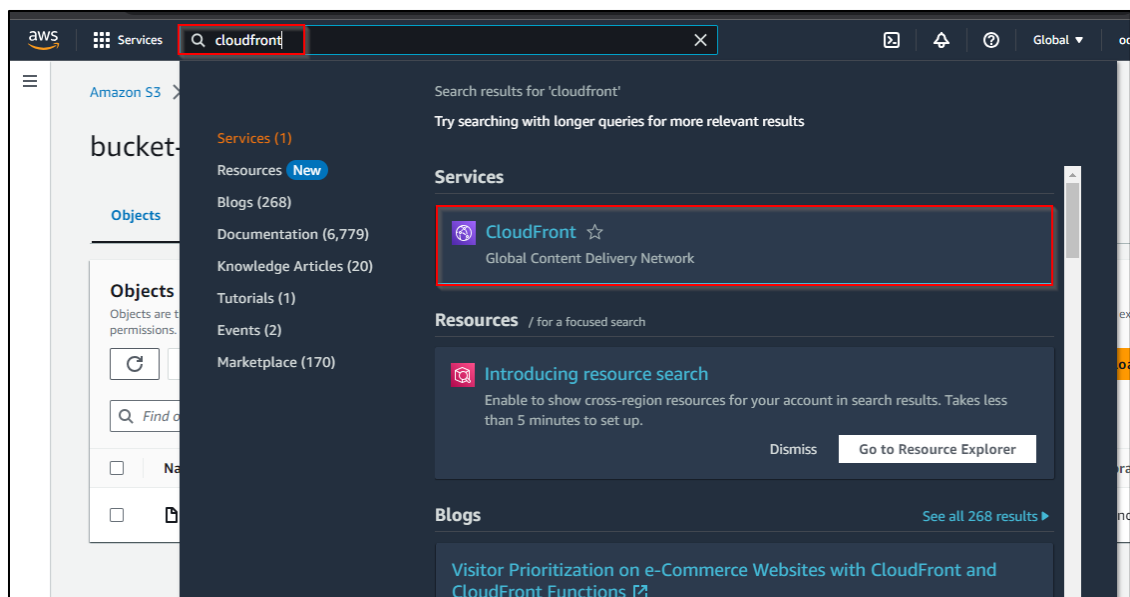 aws
Services
cloudfront
Global
Amazon S3
bucket-
Objects
Objects
Objects are t
permissions.
Find o
Na
Search results for 'cloudfront'
Try searching with longer queries for more relevant results
Services (1)
Resources New
Blogs (268)
Documentation (6,779)
Knowledge Articles (20)
Tutorials (1)
Events (2)
Marketplace (170)
Services
CloudFront
Global Content Delivery Network
Resources / for a focused search
Introducing resource search
Enable to show cross-region resources for your account in search results. Takes less
than 5 minutes to set up.
Dismiss Go to Resource Explorer
Blogs
See all 268 results
Visitor Prioritization on e-Commerce Websites with CloudFront and
CloudFront Functions